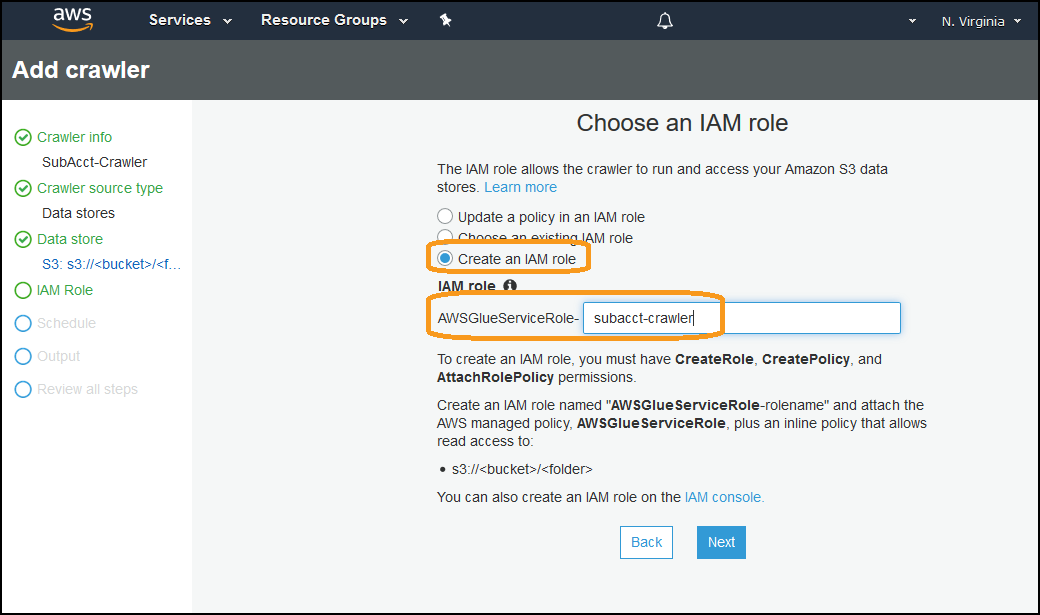 aws
Services
Resource Groups
N. Virginia
Add crawler
Crawler info
SubAcct-Crawler
Crawler source type
Data stores
Data store
S3: s3://<bucket>/<f...
IAM Role
Schedule
Output
Review all steps
Choose an IAM role
The IAM role allows the crawler to run and access your Amazon S3 data
stores. Learn more
Update a policy in an IAM role
Choose an existing IAM role
Create an IAM role
IAM role
AWSGlueServiceRole- subacct-crawler
To create an IAM role, you must have CreateRole, CreatePolicy, and
AttachRolePolicy permissions.
Create an IAM role named "AWSGlueServiceRole-rolename" and attach the
AWS managed policy, AWSGlueServiceRole, plus an inline policy that allows
read access to:
• s3://<bucket>/<folder>
You can also create an IAM role on the IAM console.
Back
Next